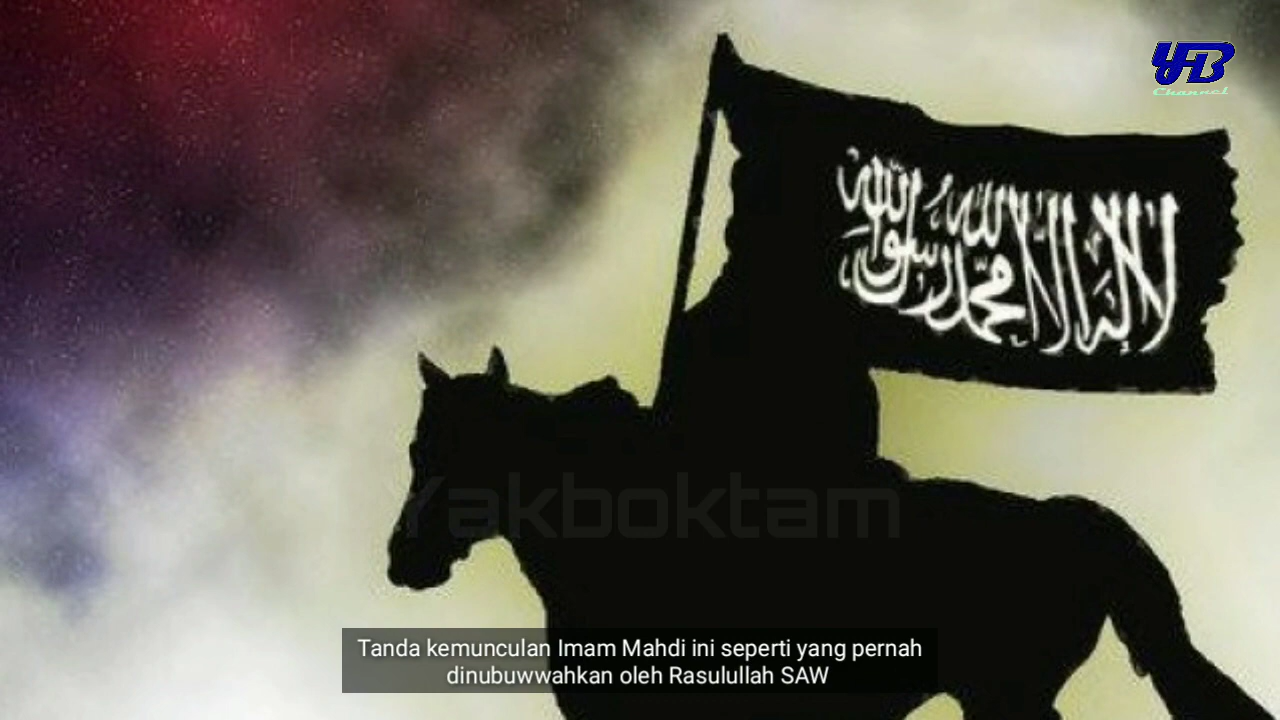 YFB
Channel
لا إله إلا الله محمد رسول الله
Yakboktam
Tanda kemunculan Imam Mahdi ini seperti yang pernah
dinubuwwahkan oleh Rasulullah SAW